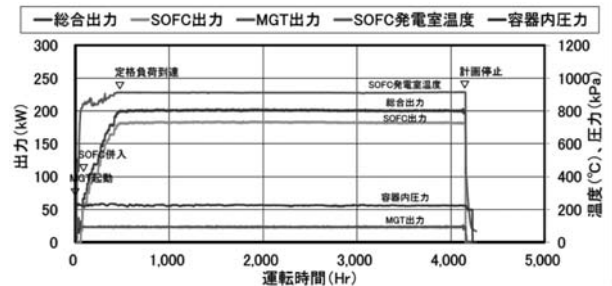 総合出力 SOFC出力 MGT出力 SOFC発電室温度 容器内圧力
300 1200
250 1000
200 800
150 600
100 400
50 200
0 0
出力(kW)
温度(℃)、圧力(kPa)
定格負荷到達
計画停止
SOFC発電室温度
総合出力
SOFC出力
SOFC併入
MGT起動
容器内圧力
MGT出力
0 1,000 2,000 3,000 4,000 5,000
運転時間(Hr)